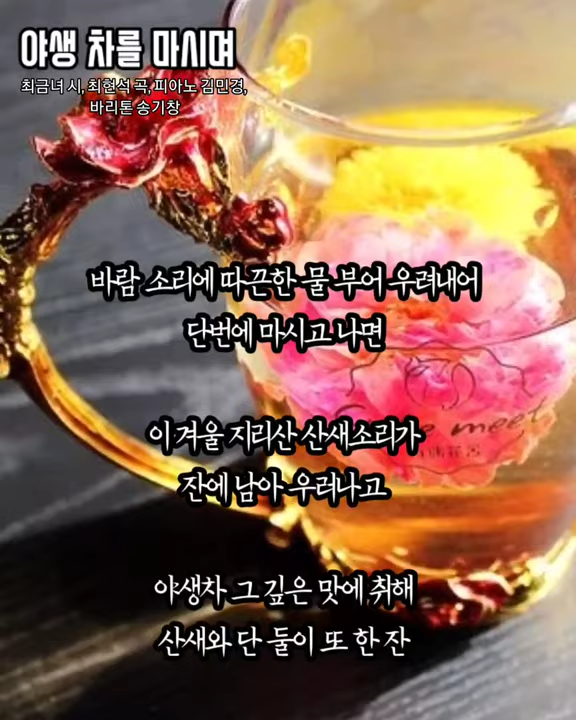 야생 차를 마시며
최금녀 시, 최현석 곡, 피아노 김민경,
바리톤 송기창
바람 소리에 따끈한 물 부어 우려내어
단번에 마시고 나면
이 겨울 지리산 산새소리가
잔에 남아 우러나고
meet
야생차 그 깊은 맛에 취해
산새와 단 둘이 또 한 잔